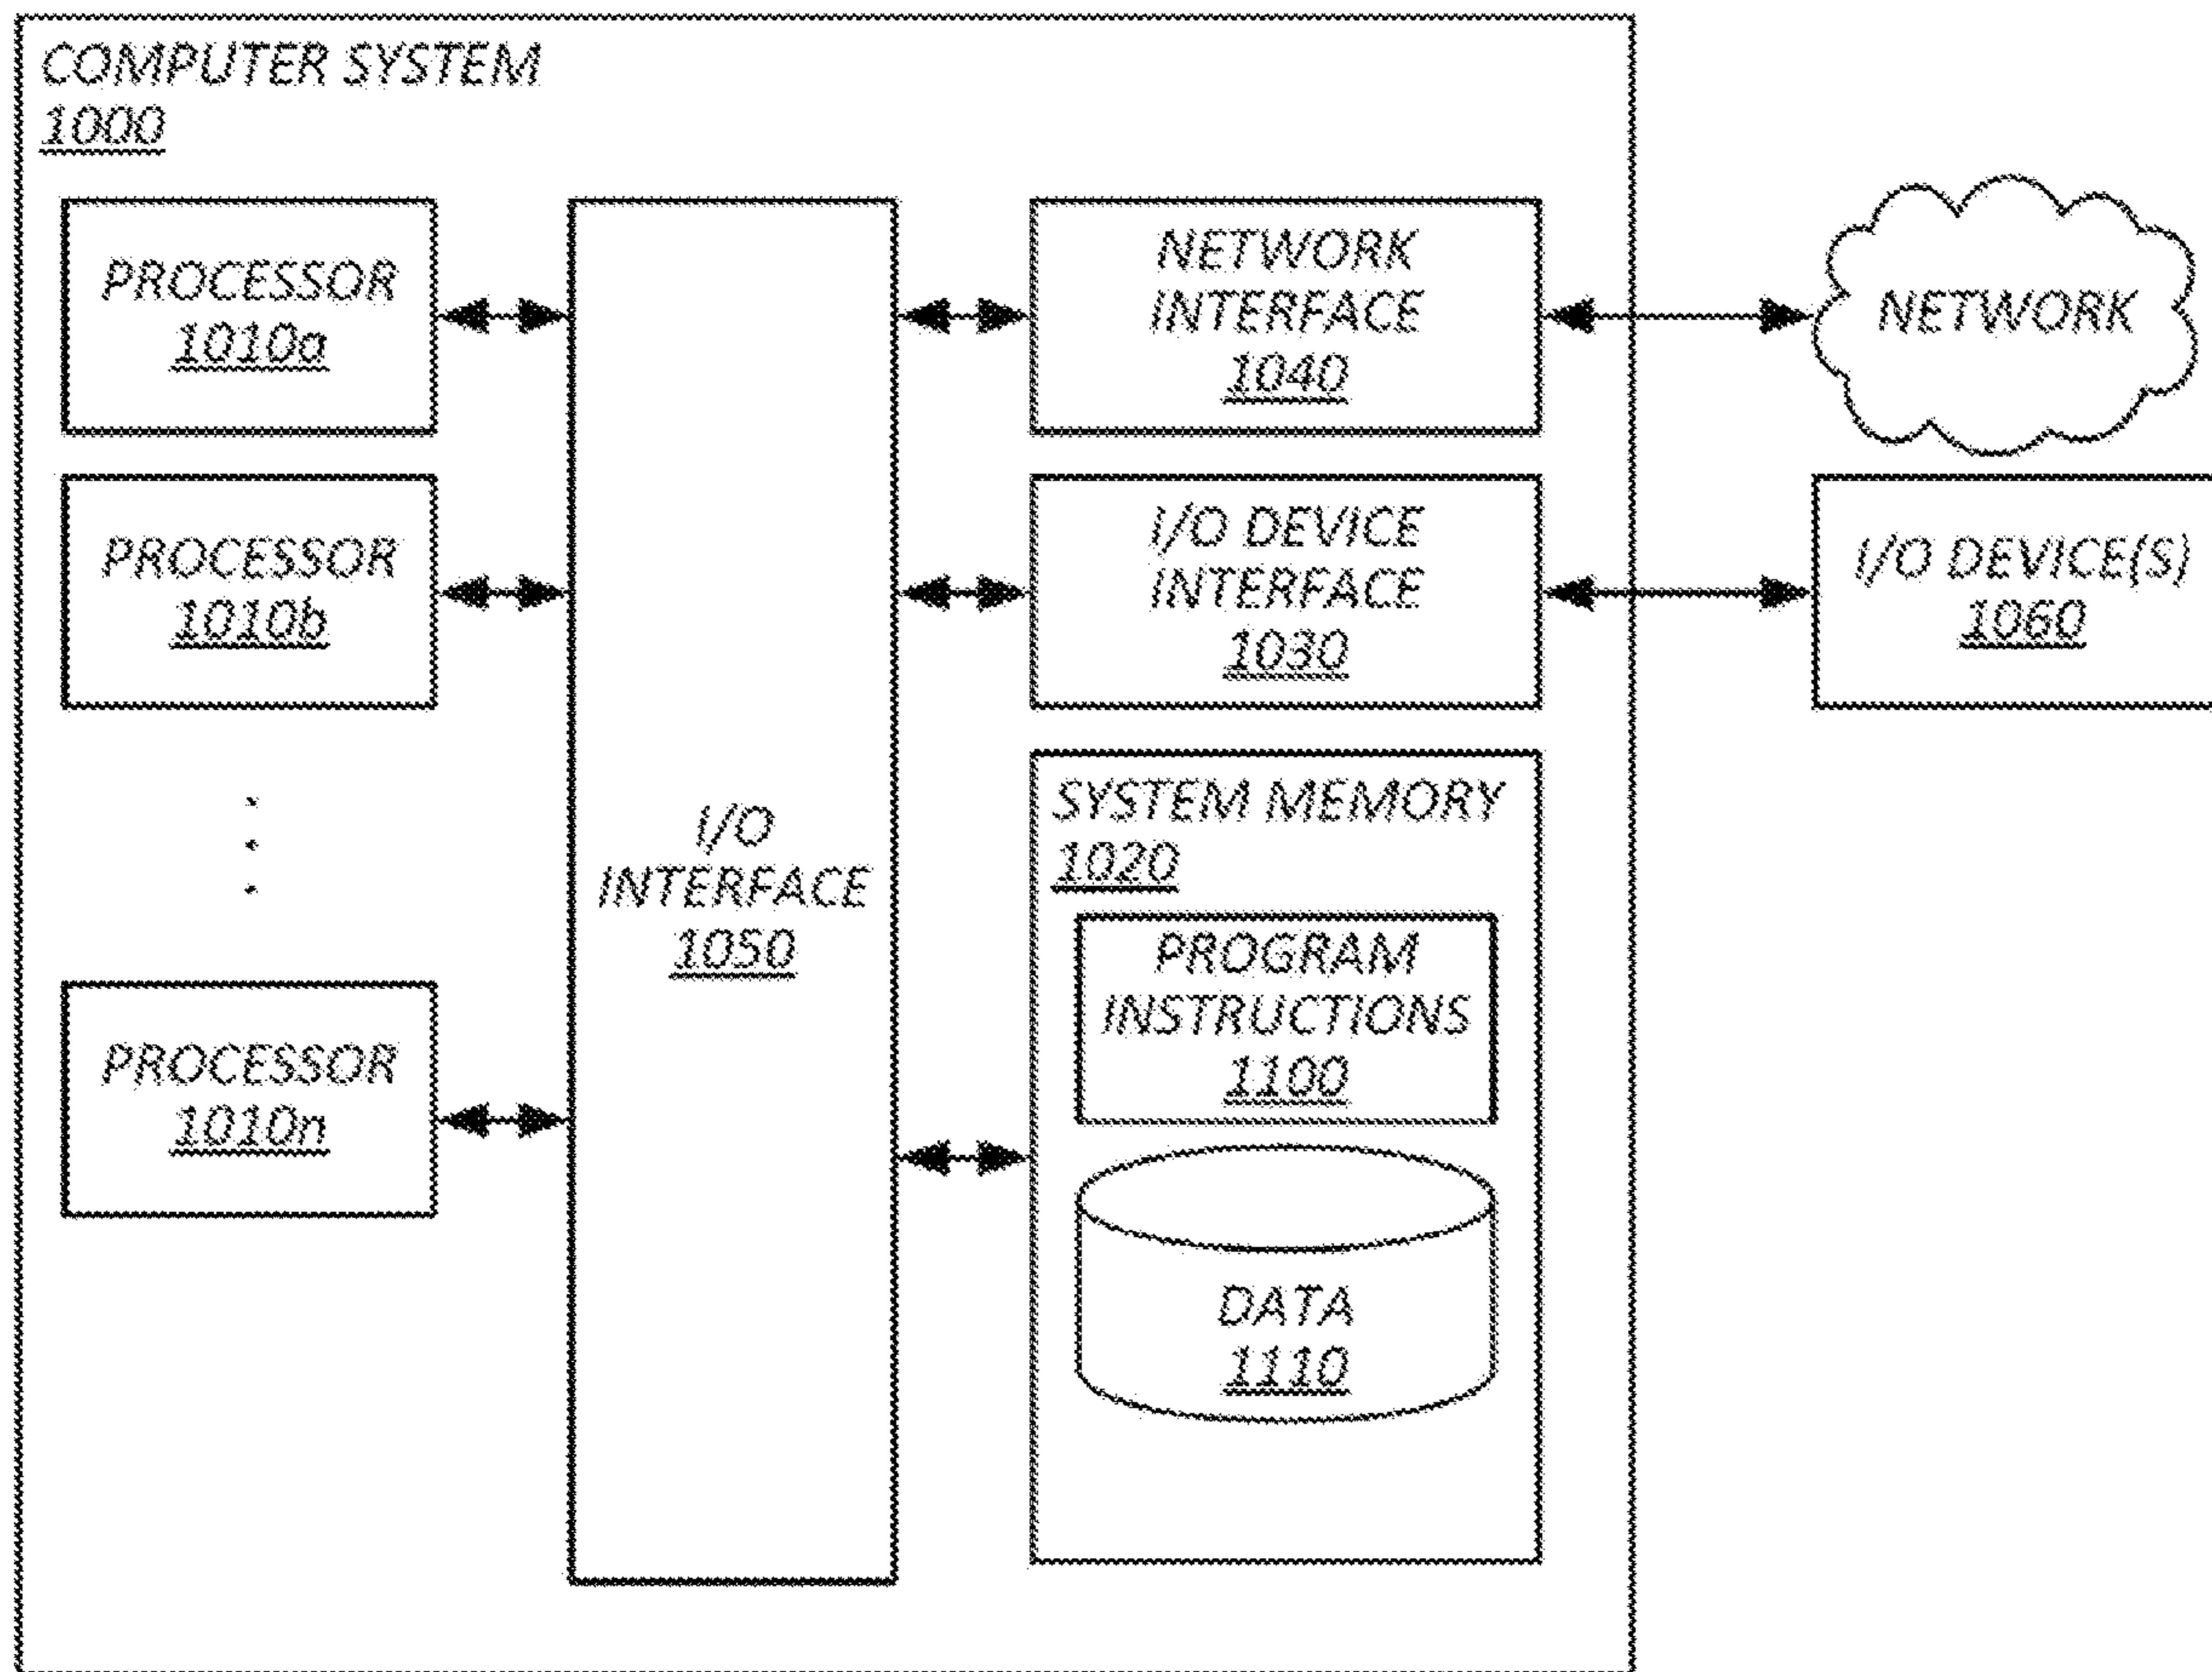 COMPUTER SYSTEM
1000
PROCESSOR
1010a
PROCESSOR
1010b
PROCESSOR
1010n
I/O
INTERFACE
1050
NETWORK
INTERFACE
1040
I/O DEVICE
INTERFACE
1030
SYSTEM MEMORY
1020
PROGRAM
INSTRUCTIONS
1100
DATA
1110
NETWORK
I/O DEVICE(S)
1060